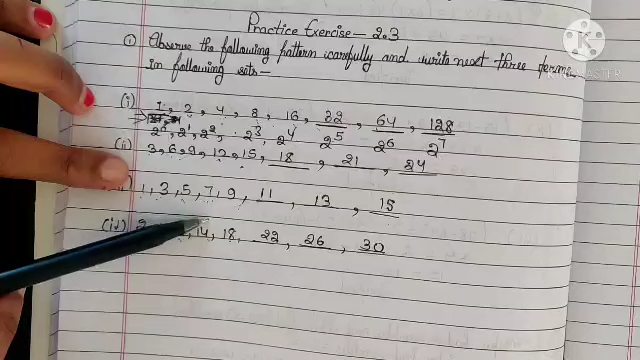 Practice Exercise - 2.3
(i) Observe the following pattern carefully and write next three terms
in following sets -
(i) 1, 2, 4, 8, 16, 32, 64, 128
2⁰, 2¹, 2², 2³ 2⁴ 2⁵ 2⁶ 2⁷
(ii) 3, 6, 9, 12, 15, 18, 21, 24
1, 3, 5, 7, 9, 11, 13, 15
(iv) 2 14, 18, 22, 26, 30
KINEMASTER